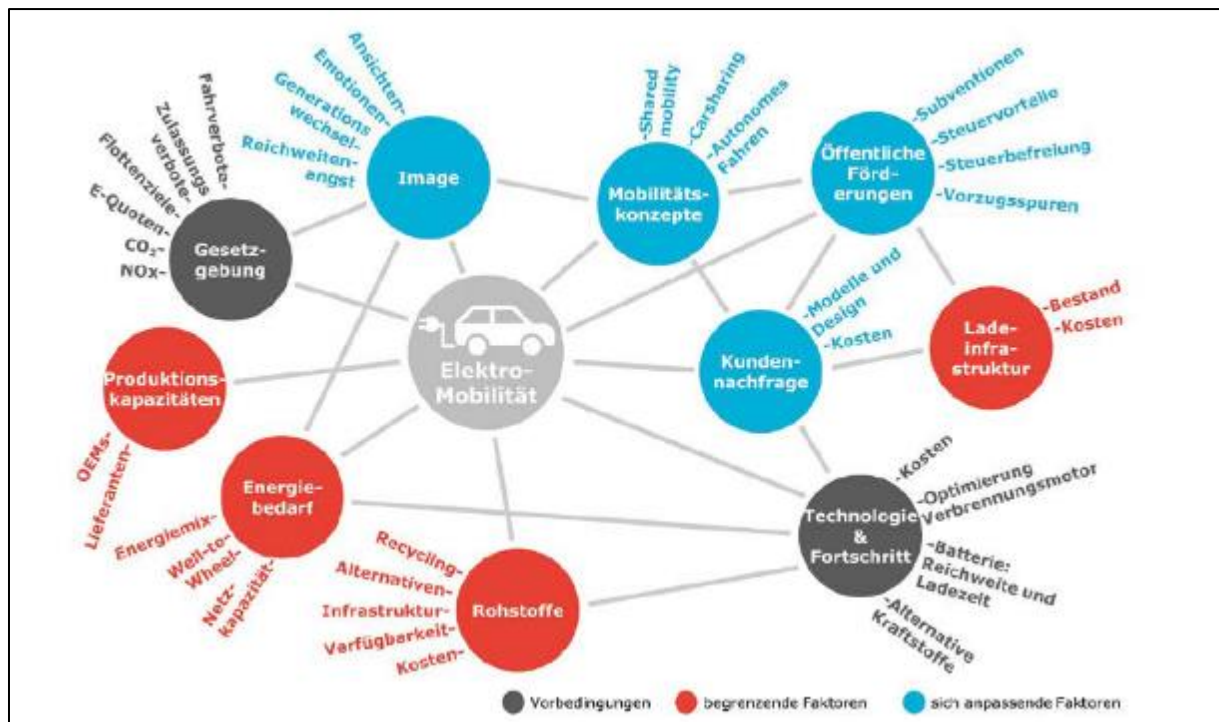 Ansichten-
Emotionen-
Generations
wechsel-
Reichweiten-
angst
Image
Fahrverbote-
Zulassungs
verbote-
Flottenziele-
E-Quoten-
CO₂-
NOx-
Gesetz-
gebung
-Shared
mobility
-Carsharing
-Autonomes
Fahren
Mobilitäts-
konzepte
-Subventionen
-Steuervorteile
-Steuerbefreiung
-Vorzugsspuren
Öffentliche
Förd-
erungen
Elektro-
Mobilität
-Modelle und
Design
-Kosten
Kunden-
nachfrage
-Bestand
-Kosten
Lade-
infra-
struktur
Produktions-
kapazitäten
OEMs-
Lieferanten-
Energie-
bedarf
Energiemix-
Well-to-
Wheel-
Netz-
kapazität-
Recycling-
Alternativen-
Infrastruktur-
Verfügbarkeit-
Kosten-
Rohstoffe
Technologie
&
Fortschritt
-Kosten
-Optimierung
Verbrennungsmotor
-Batterie:
Reichweite und
Ladezeit
-Alternative
Kraftstoffe
Vorbedingungen
begrenzende Faktoren
sich anpassende Faktoren